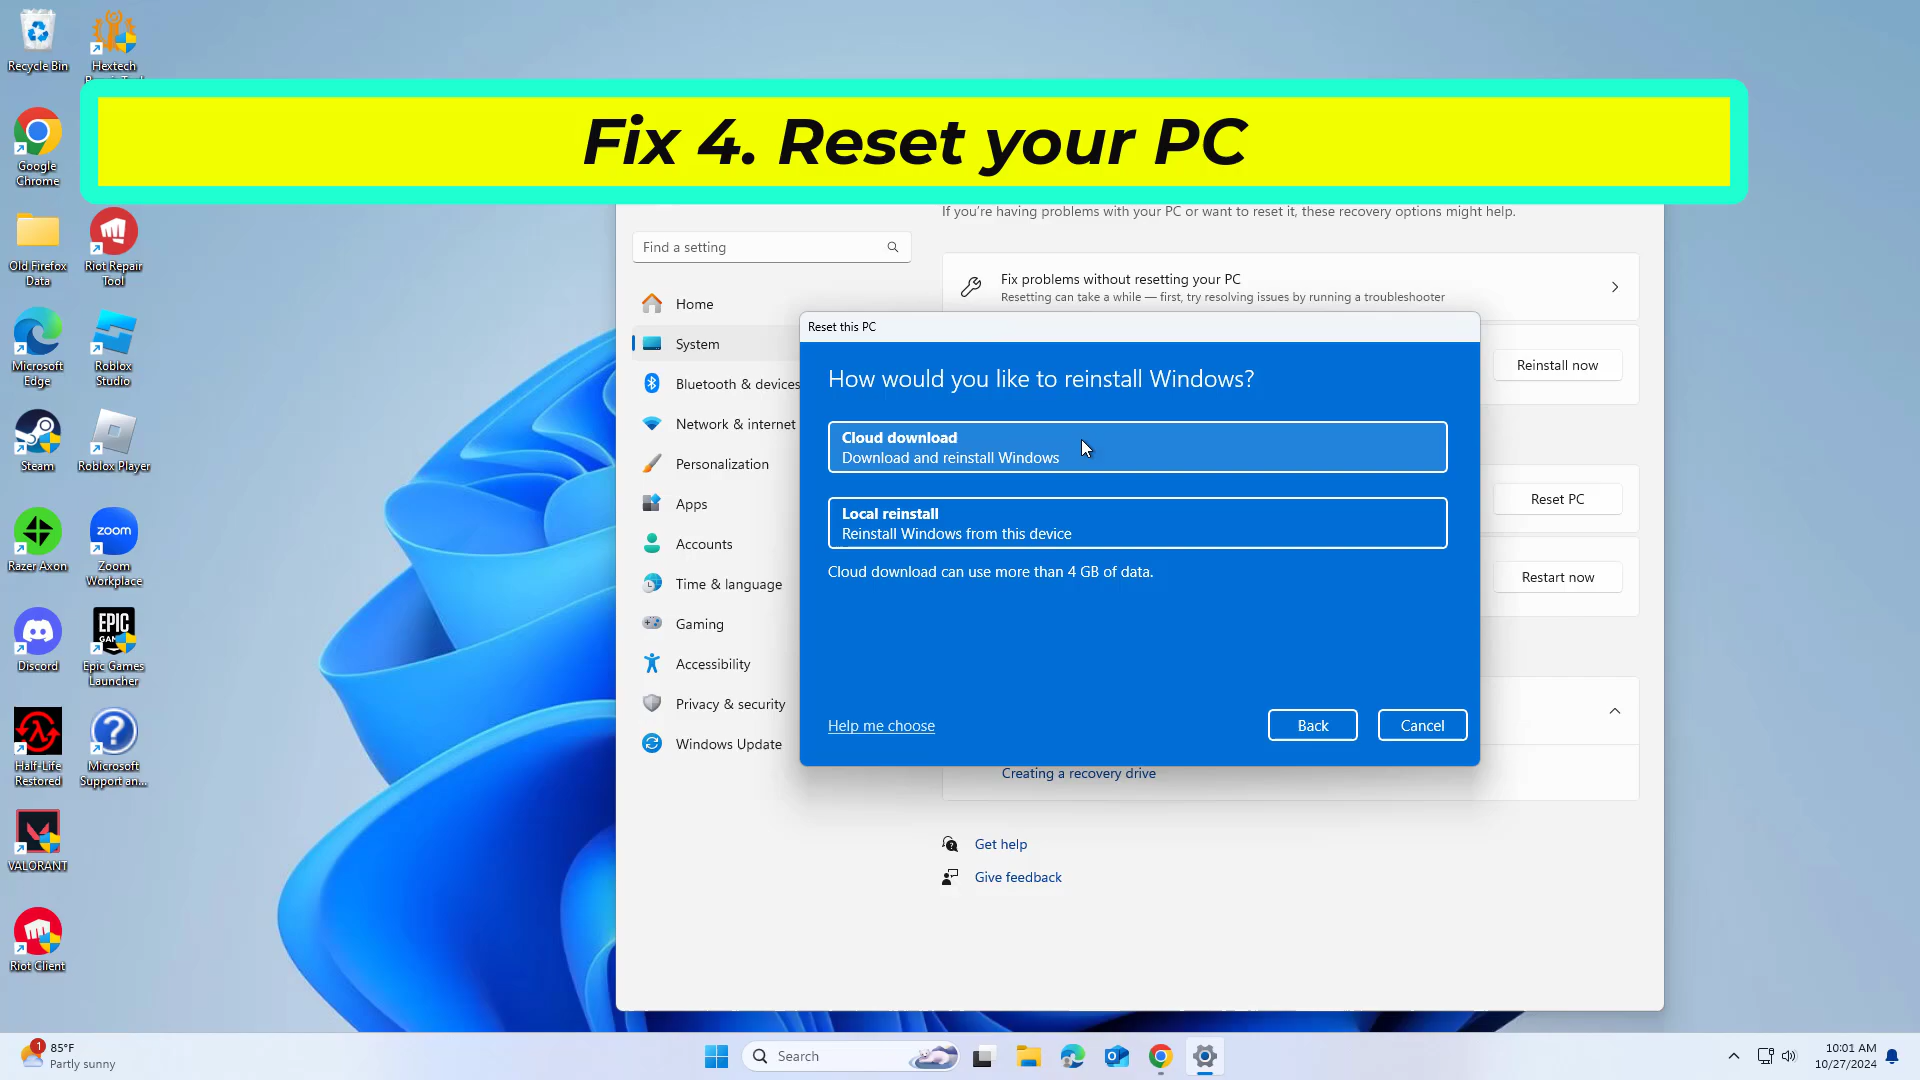 Recycle Bin
Hextech
Google
Chrome
Old Firefox
Data
Riot Repair
Tool
Microsoft
Edge
Roblox
Studio
Steam
Roblox Player
Razer Axon
zoom
Zoom
Workplace
Discord
EPIC
Epic Games
Launcher
Half-Life
Restored
Microsoft
Support an...
VALORANT
Riot Client
Fix 4. Reset your PC
If you're having problems with your PC or want to reset it, these recovery options might help.
Find a setting
Home
System
Bluetooth & devices
Network & internet
Personalization
Apps
Accounts
Time & language
Gaming
Accessibility
Privacy & security
Windows Update
Fix problems without resetting your PC
Resetting can take a while — first, try resolving issues by running a troubleshooter
Reinstall now
Reset PC
Restart now
Reset this PC
How would you like to reinstall Windows?
Cloud download
Download and reinstall Windows
Local reinstall
Reinstall Windows from this device
Cloud download can use more than 4 GB of data.
Help me choose
Back
Cancel
Creating a recovery drive
Get help
Give feedback
1
85°F
Partly sunny
Search
10:01 AM
10/27/2024